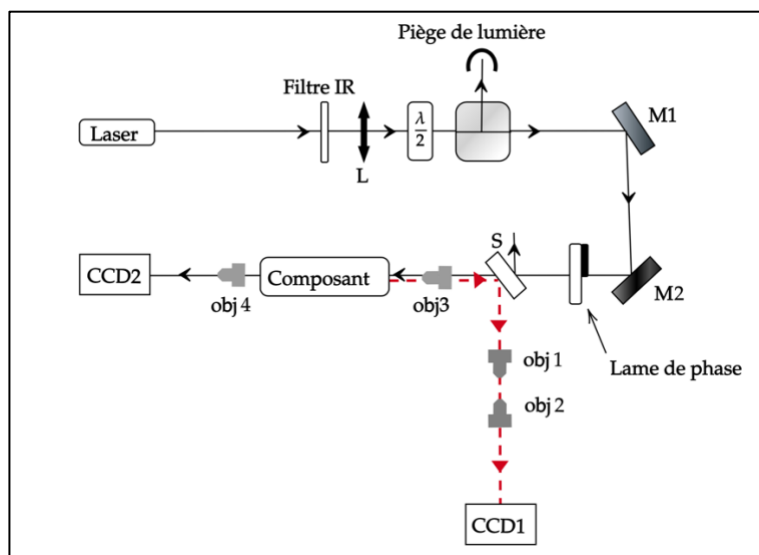 Piège de lumière
Filtre IR
M1
Laser
λ/2
L
S
CCD2
Composant
obj 4
obj3
M2
obj 1
Lame de phase
obj 2
CCD1